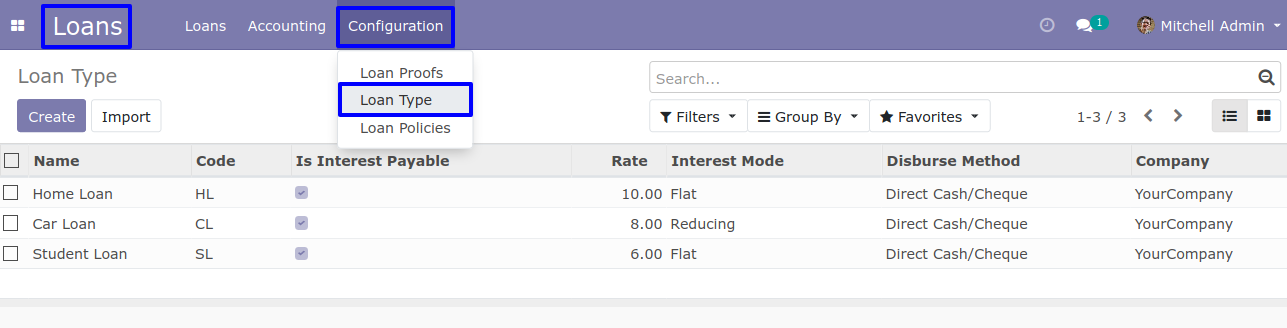 Loans Loans Accounting Configuration 1 Mitchell Admin
Loan Proofs
Loan Type
Loan Policies
Loan Type
Search...
Create Import
Filters Group By Favorites 1-3 / 3
Name Code Is Interest Payable Rate Interest Mode Disburse Method Company
Home Loan HL 10.00 Flat Direct Cash/Cheque YourCompany
Car Loan CL 8.00 Reducing Direct Cash/Cheque YourCompany
Student Loan SL 6.00 Flat Direct Cash/Cheque YourCompany